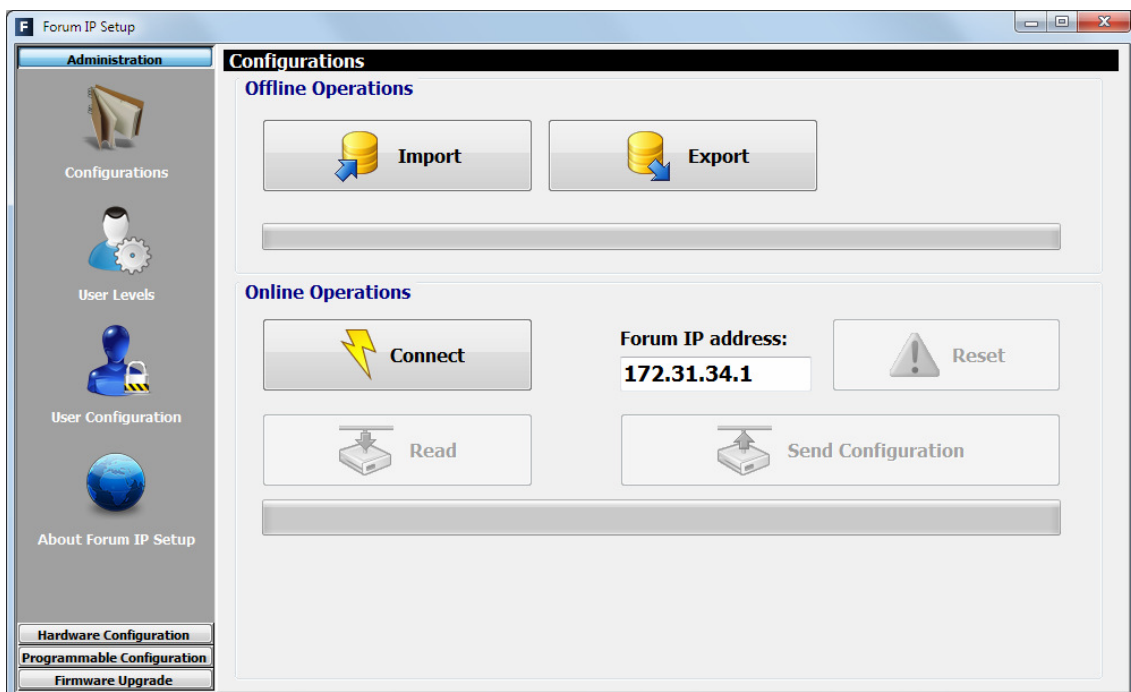 F Forum IP Setup
Administration
Configurations
User Levels
User Configuration
About Forum IP Setup
Hardware Configuration
Programmable Configuration
Firmware Upgrade
Configurations
Offline Operations
Import
Export
Online Operations
Connect
Forum IP address:
172.31.34.1
Reset
Read
Send Configuration